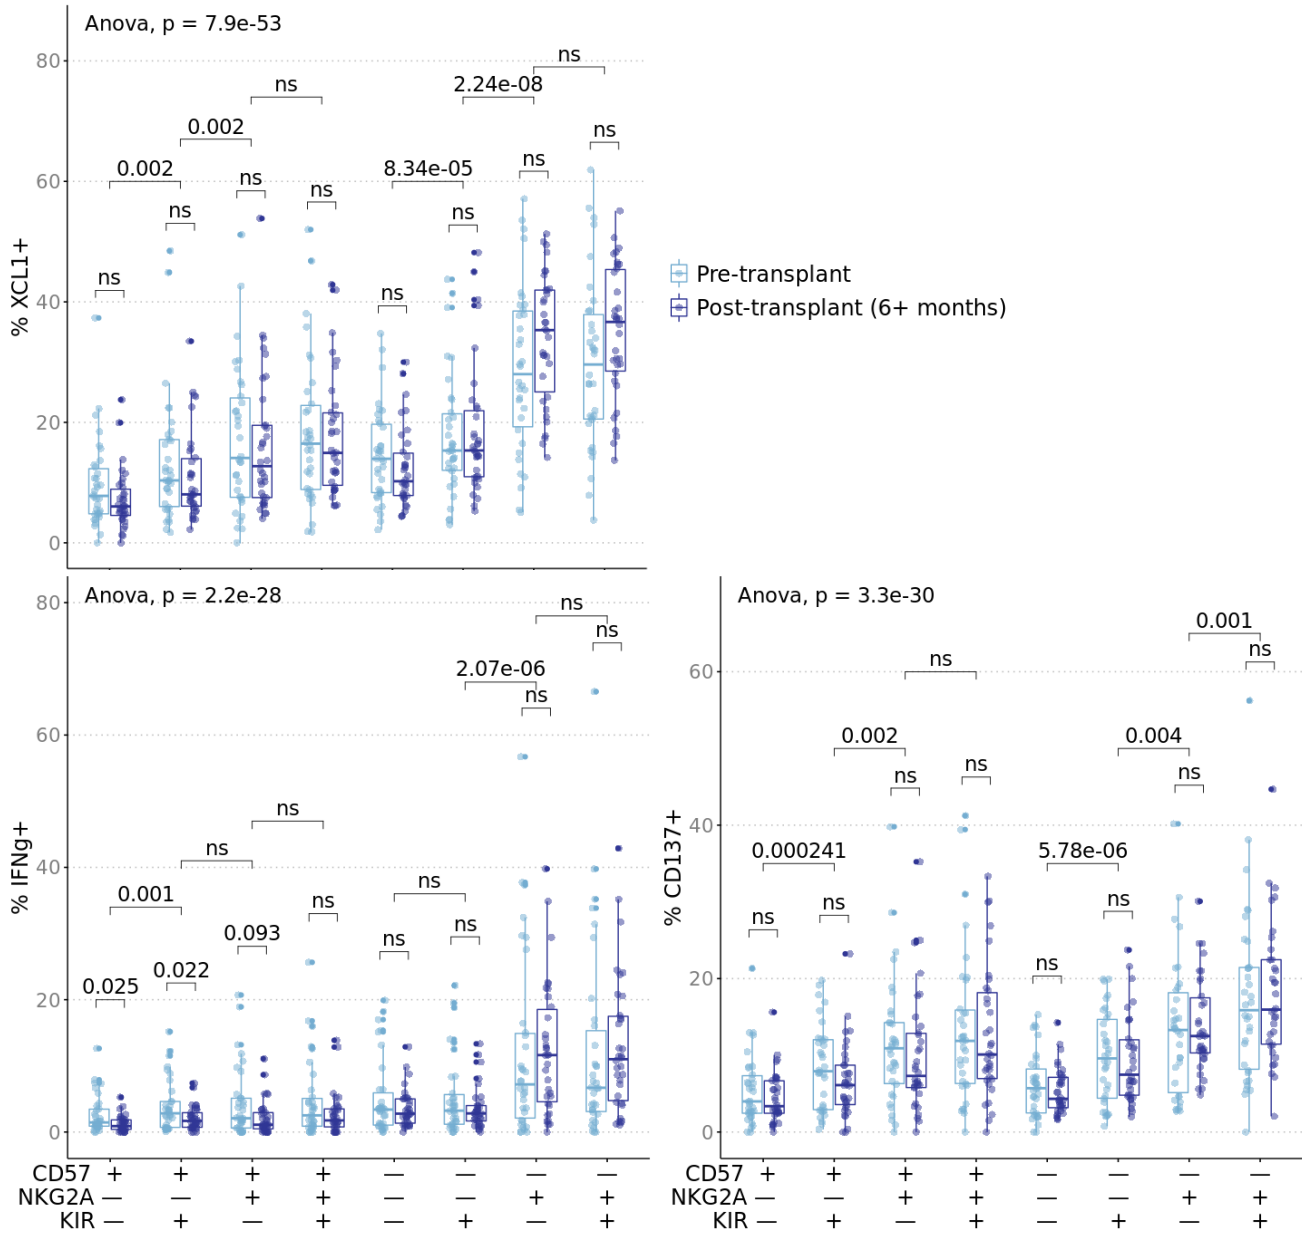 Anova, p = 7.9e-53
% XCL1+
80
60
40
20
0
ns
ns
2.24e-08
ns
0.002
0.002
8.34e-05
ns
ns
ns
ns
ns
ns
ns
ns
Pre-transplant
Post-transplant (6+ months)
Anova, p = 2.2e-28
% IFNg+
80
60
40
20
0
ns
ns
2.07e-06
ns
ns
ns
0.001
ns
ns
0.093
ns
ns
0.022
0.025
CD57 + + + + — — — —
NKG2A — — + + — — + +
KIR — + — + — + — +
Anova, p = 3.3e-30
% CD137+
60
40
20
0
0.001
ns
ns
0.002
0.004
ns
ns
ns
0.000241
5.78e-06
ns
ns
ns
ns
CD57 + + + + — — — —
NKG2A — — + + — — + +
KIR — + — + — + — +